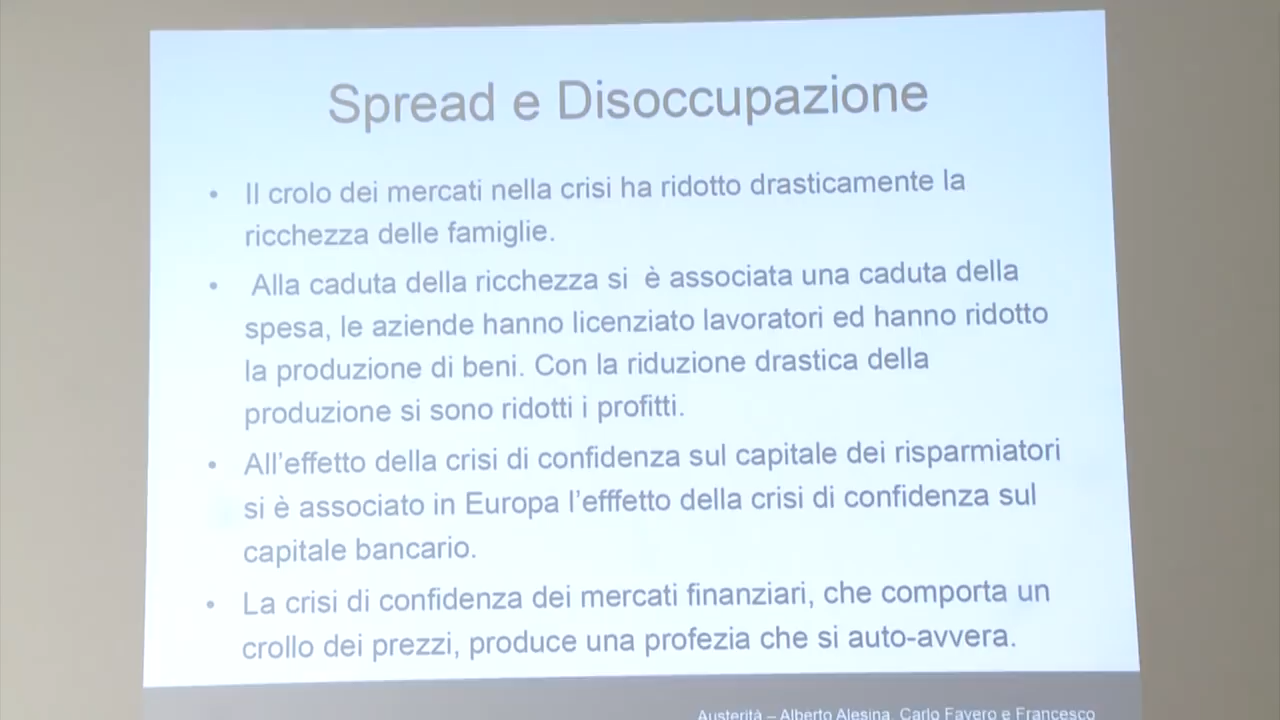 Spread e Disoccupazione
• Il crolo dei mercati nella crisi ha ridotto drasticamente la
ricchezza delle famiglie.
• Alla caduta della ricchezza si è associata una caduta della
spesa, le aziende hanno licenziato lavoratori ed hanno ridotto
la produzione di beni. Con la riduzione drastica della
produzione si sono ridotti i profitti.
• All'effetto della crisi di confidenza sul capitale dei risparmiatori
si è associato in Europa l'efffetto della crisi di confidenza sul
capitale bancario.
• La crisi di confidenza dei mercati finanziari, che comporta un
crollo dei prezzi, produce una profezia che si auto-avvera.
Austerità – Alberto Alesina, Carlo Favero e Francesco